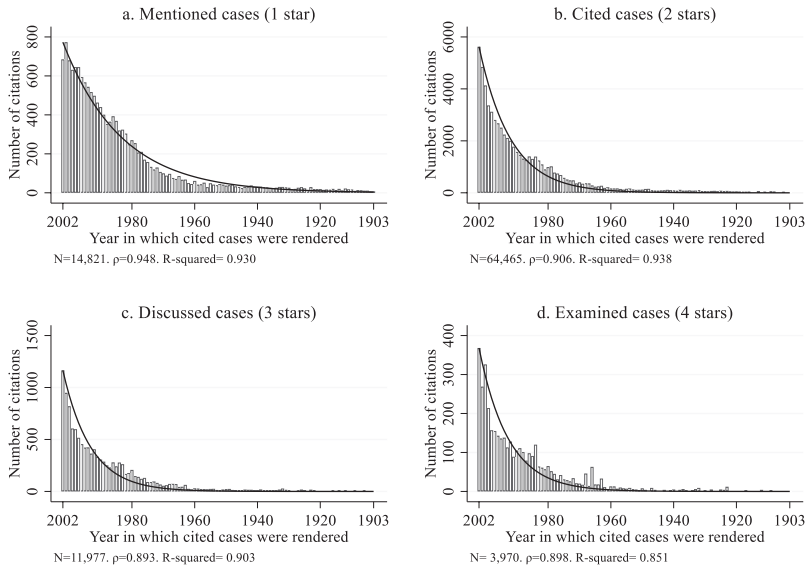 a. Mentioned cases (1 star)
Number of citations
800
600
400
200
0
2002 1980 1960 1940 1920 1903
Year in which cited cases were rendered
N=14,821. ρ=0.948. R-squared= 0.930
b. Cited cases (2 stars)
Number of citations
6000
4000
2000
0
2002 1980 1960 1940 1920 1903
Year in which cited cases were rendered
N=64,465. ρ=0.906. R-squared= 0.938
c. Discussed cases (3 stars)
Number of citations
1500
1000
500
0
2002 1980 1960 1940 1920 1903
Year in which cited cases were rendered
N=11,977. ρ=0.893. R-squared= 0.903
d. Examined cases (4 stars)
Number of citations
400
300
200
100
0
2002 1980 1960 1940 1920 1903
Year in which cited cases were rendered
N= 3,970. ρ=0.898. R-squared= 0.851